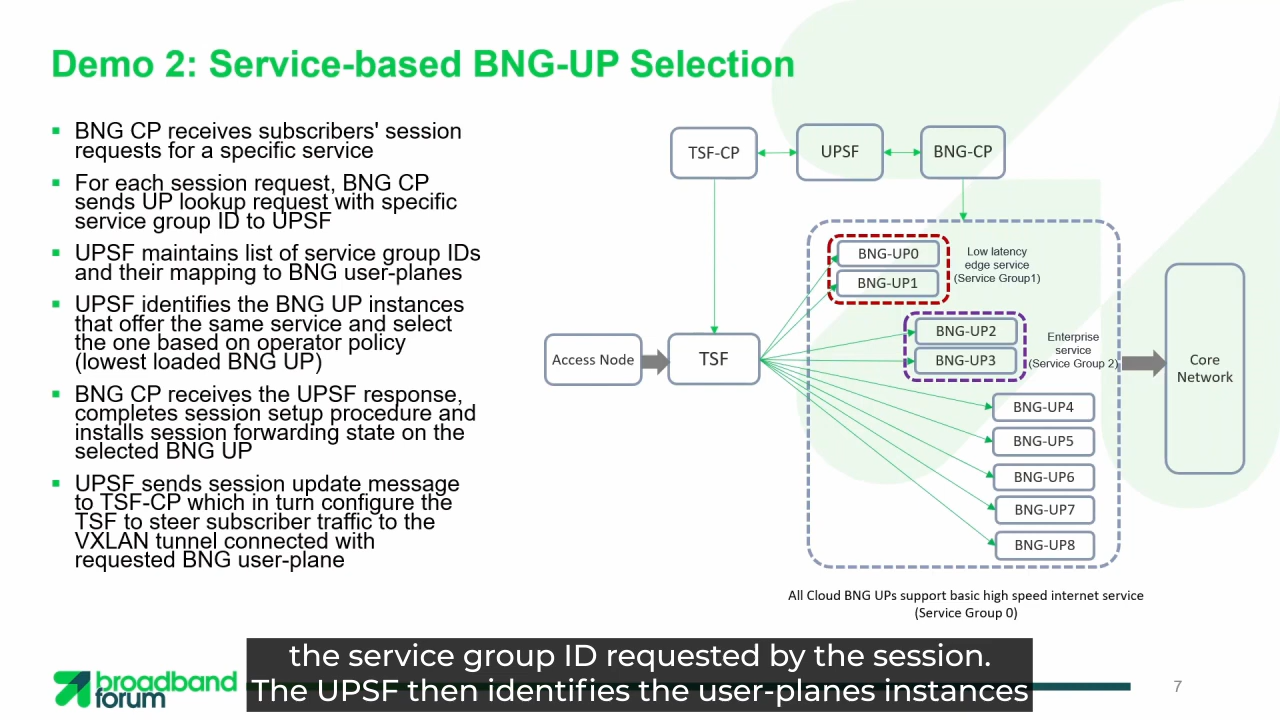 Demo 2: Service-based BNG-UP Selection
BNG CP receives subscribers' session
requests for a specific service
For each session request, BNG CP
sends UP lookup request with specific
service group ID to UPSF
UPSF maintains list of service group IDs
and their mapping to BNG user-planes
UPSF identifies the BNG UP instances
that offer the same service and select
the one based on operator policy
(lowest loaded BNG UP)
BNG CP receives the UPSF response,
completes session setup procedure and
installs session forwarding state on the
selected BNG UP
UPSF sends session update message
to TSF-CP which in turn configure the
TSF to steer subscriber traffic to the
VXLAN tunnel connected with
requested BNG user-plane
TSF-CP
UPSF
BNG-CP
BNG-UP0
BNG-UP1
Low latency
edge service
(Service Group1)
BNG-UP2
BNG-UP3
Enterprise
service
(Service Group 2)
Access Node
TSF
Core
Network
BNG-UP4
BNG-UP5
BNG-UP6
BNG-UP7
BNG-UP8
All Cloud BNG UPs support basic high speed internet service
(Service Group 0)
the service group ID requested by the session.
The UPSF then identifies the user-planes instances
broadband
forum
7